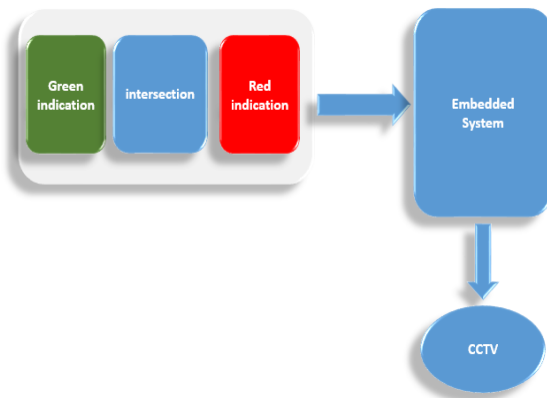 Green
indication
intersection
Red
indication
Embedded
System
CCTV